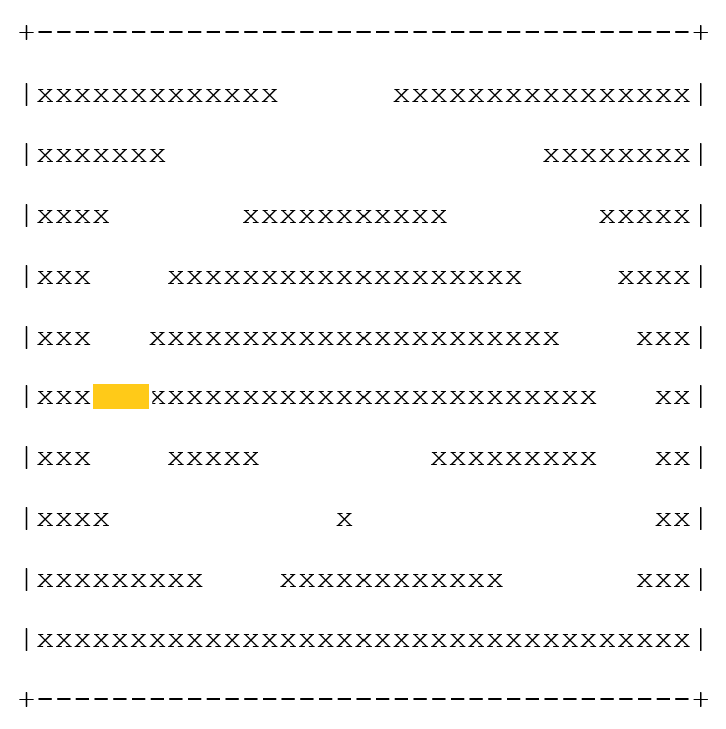 +-----------------------------------+
|xxxxxxxxxxxxx      xxxxxxxxxxxxxxxx|
|xxxxxxx                    xxxxxxxx|
|xxxx       xxxxxxxxxxx        xxxxx|
|xxx    xxxxxxxxxxxxxxxxxxx     xxxx|
|xxx   xxxxxxxxxxxxxxxxxxxxxx    xxx|
|xxx   xxxxxxxxxxxxxxxxxxxxxxxx   xx|
|xxx    xxxxx         xxxxxxxxx   xx|
|xxxx            x                xx|
|xxxxxxxxx    xxxxxxxxxxxx       xxx|
|xxxxxxxxxxxxxxxxxxxxxxxxxxxxxxxxxxx|
+-----------------------------------+